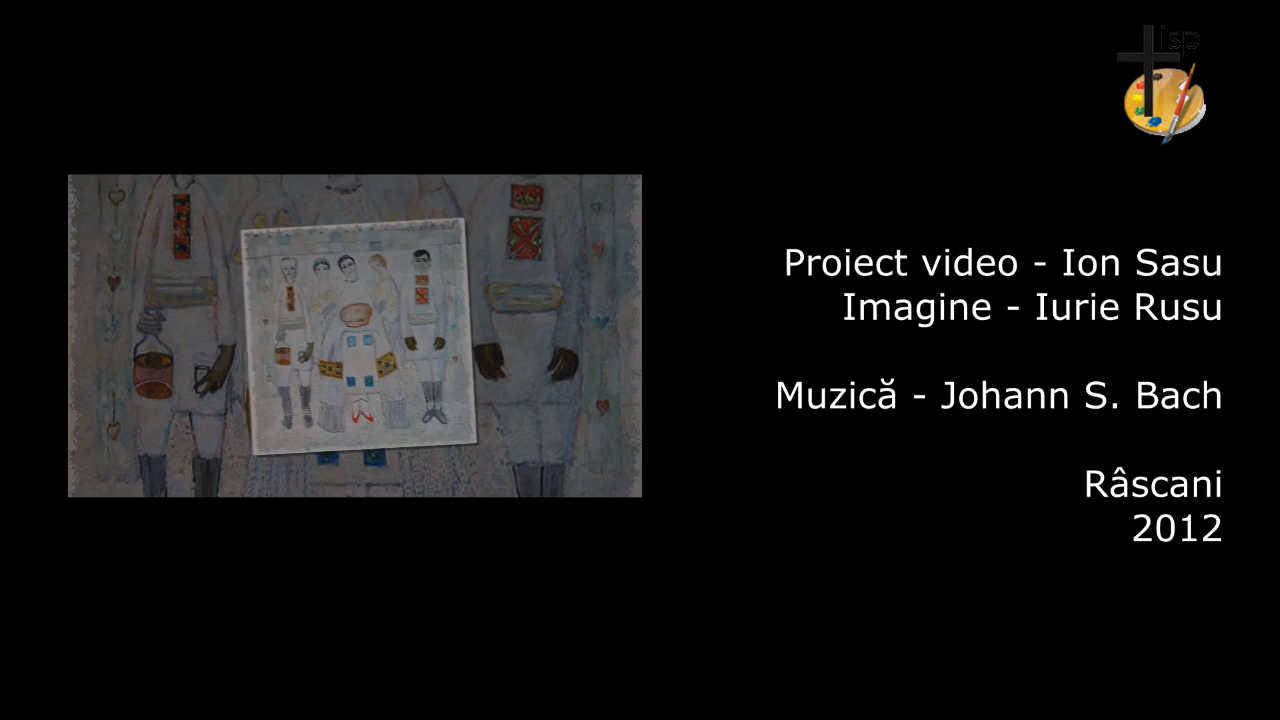 isp
Proiect video - Ion Sasu
Imagine - Iurie Rusu
Muzică - Johann S. Bach
Râscani
2012